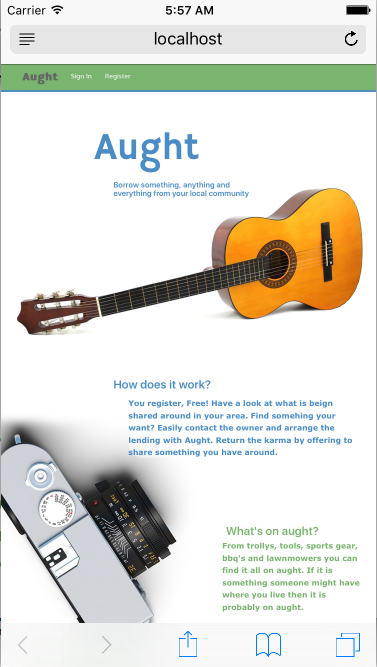 Carrier 5:57 AM
localhost
Aught Sign In Register
Aught
Borrow something, anything and
everything from your local community
How does it work?
You register, Free! Have a look at what is beign
shared around in your area. Find somehing your
want? Easily contact the owner and arrange the
lending with Aught. Return the karma by offering to
share something you have around.
What's on aught?
From trollys, tools, sports gear,
bbq's and lawnmowers you can
find it all on aught. If it is
something someone might have
where you live then it is
probably on aught.